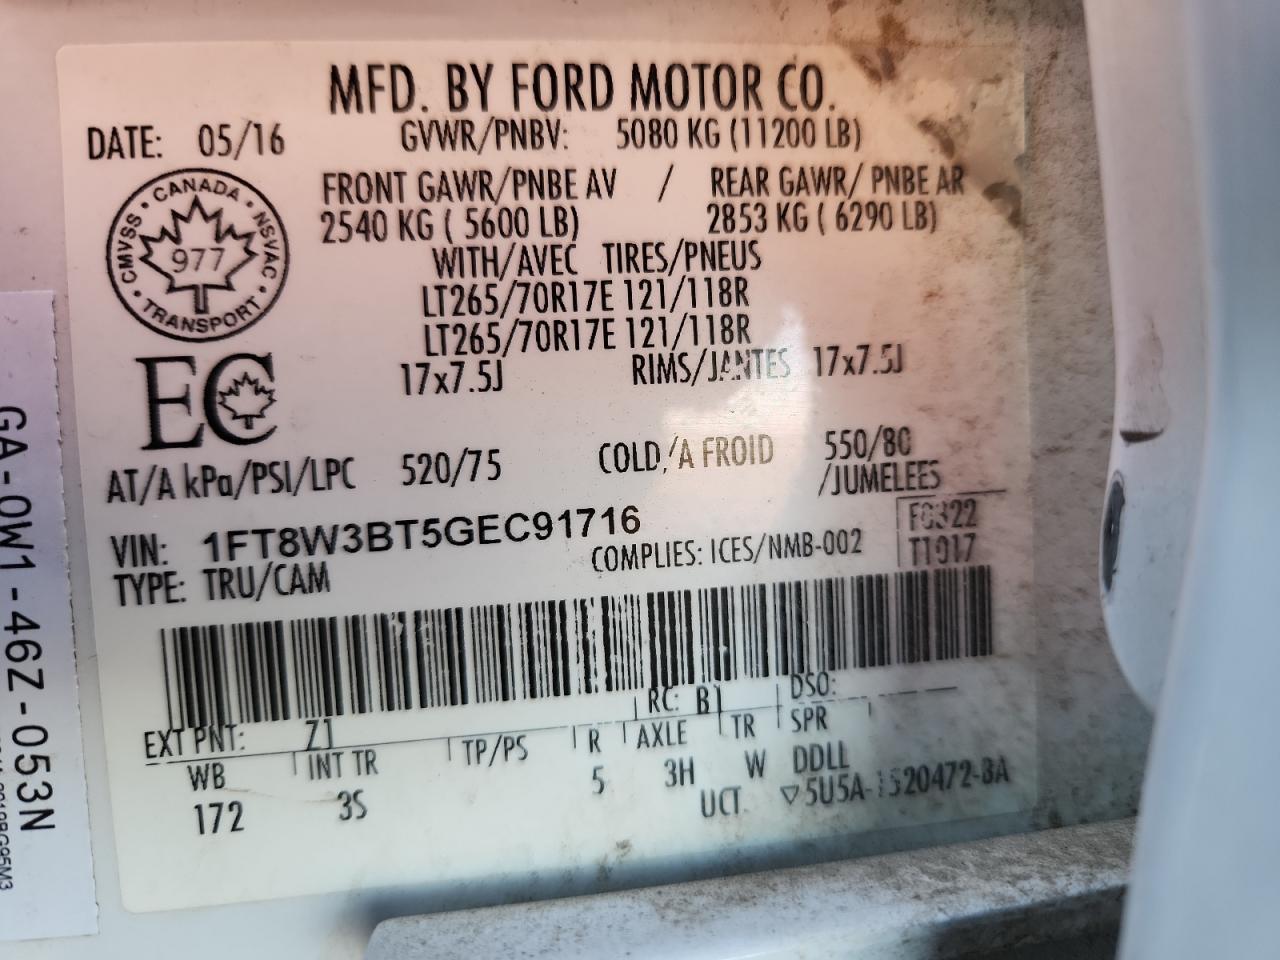 MFD. BY FORD MOTOR CO.
DATE: 05/16 GVWR/PNBV: 5080 KG (11200 LB)
FRONT GAWR/PNBE AV / REAR GAWR/ PNBE AR
2540 KG ( 5600 LB) 2853 KG ( 6290 LB)
WITH/AVEC TIRES/PNEUS
LT265/70R17E 121/118R
LT265/70R17E 121/118R
17x7.5J RIMS/JANTES 17x7.5J
CANADA
CMVSS 977 NSVAC
TRANSPORT
EC
AT/A kPa/PSI/LPC 520/75 COLD/A FROID 550/80
/JUMELEES
VIN: 1FT8W3BT5GEC91716
F0322
TYPE: TRU/CAM COMPLIES: ICES/NMB-002 T1017
RC: B1 DSO:
EXT PNT: Z1
WB INT TR TP/PS R AXLE TR SPR
172 3S 5 3H W DDLL
UCT 5U5A-1520472-BA
GA-0W1-46Z-053N